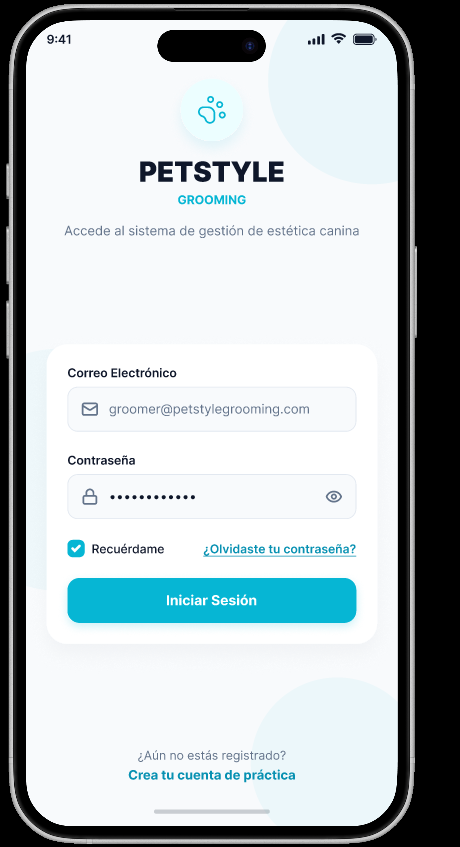 9:41
PETSTYLE
GROOMING
Accede al sistema de gestión de estética canina
Correo Electrónico
groomer@petstylegrooming.com
Contraseña
••••••••••••
Recuérdame
¿Olvidaste tu contraseña?
Iniciar Sesión
¿Aún no estás registrado?
Crea tu cuenta de práctica